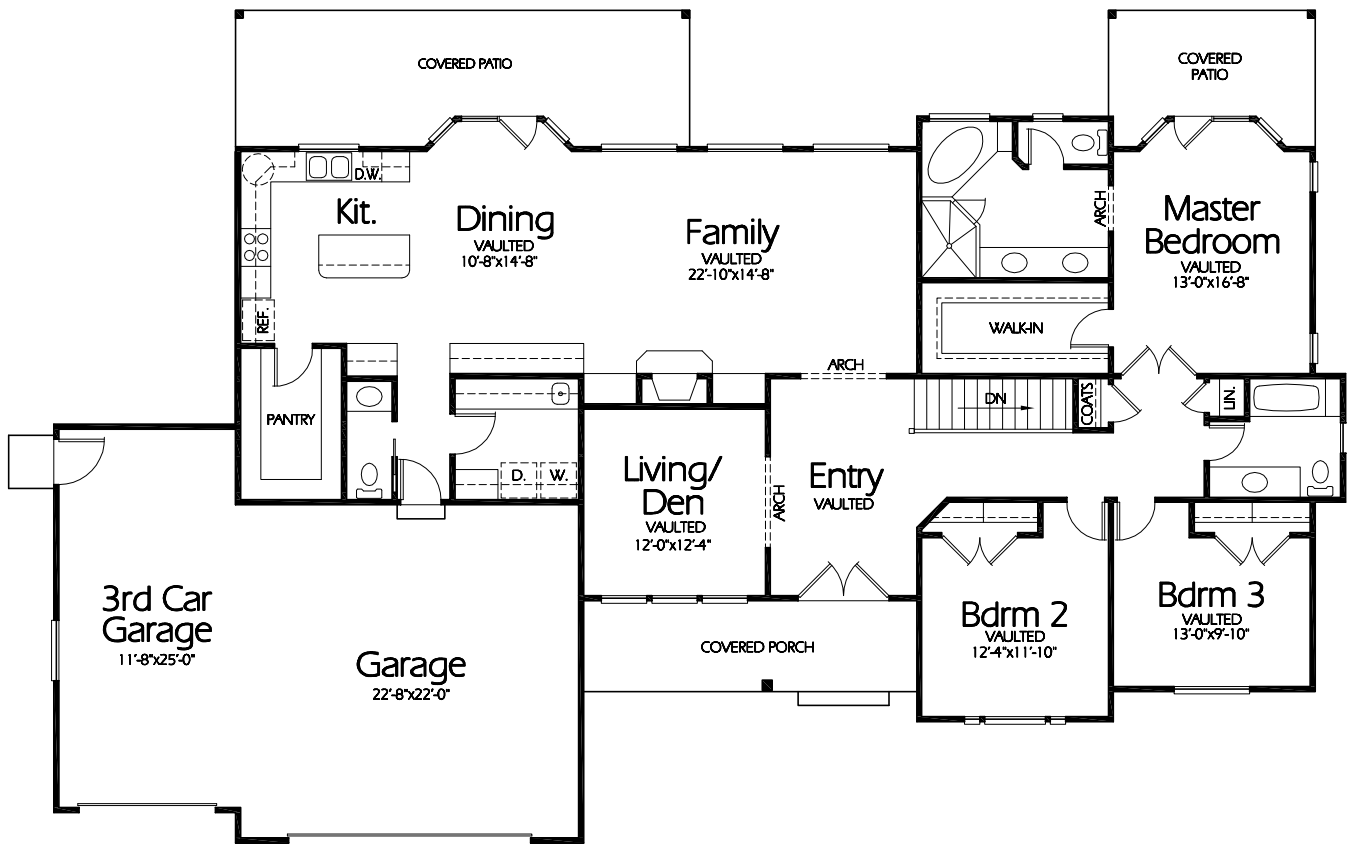 COVERED PATIO
COVERED
PATIO
D.W.
Kit.
Dining
VAULTED
10'-8"x14'-8"
Family
VAULTED
22'-10"x14'-8"
ARCH
Master
Bedroom
VAULTED
13'-0"x16'-8"
REF.
WALK-IN
ARCH
PANTRY
DN
COATS
LIN.
D.
W.
Living/
Den
VAULTED
12'-0"x12'-4"
ARCH
Entry
VAULTED
3rd Car
Garage
11'-8"x25'-0"
Garage
22'-8"x22'-0"
COVERED PORCH
Bdrm 2
VAULTED
12'-4"x11'-10"
Bdrm 3
VAULTED
13'-0"x9'-10"